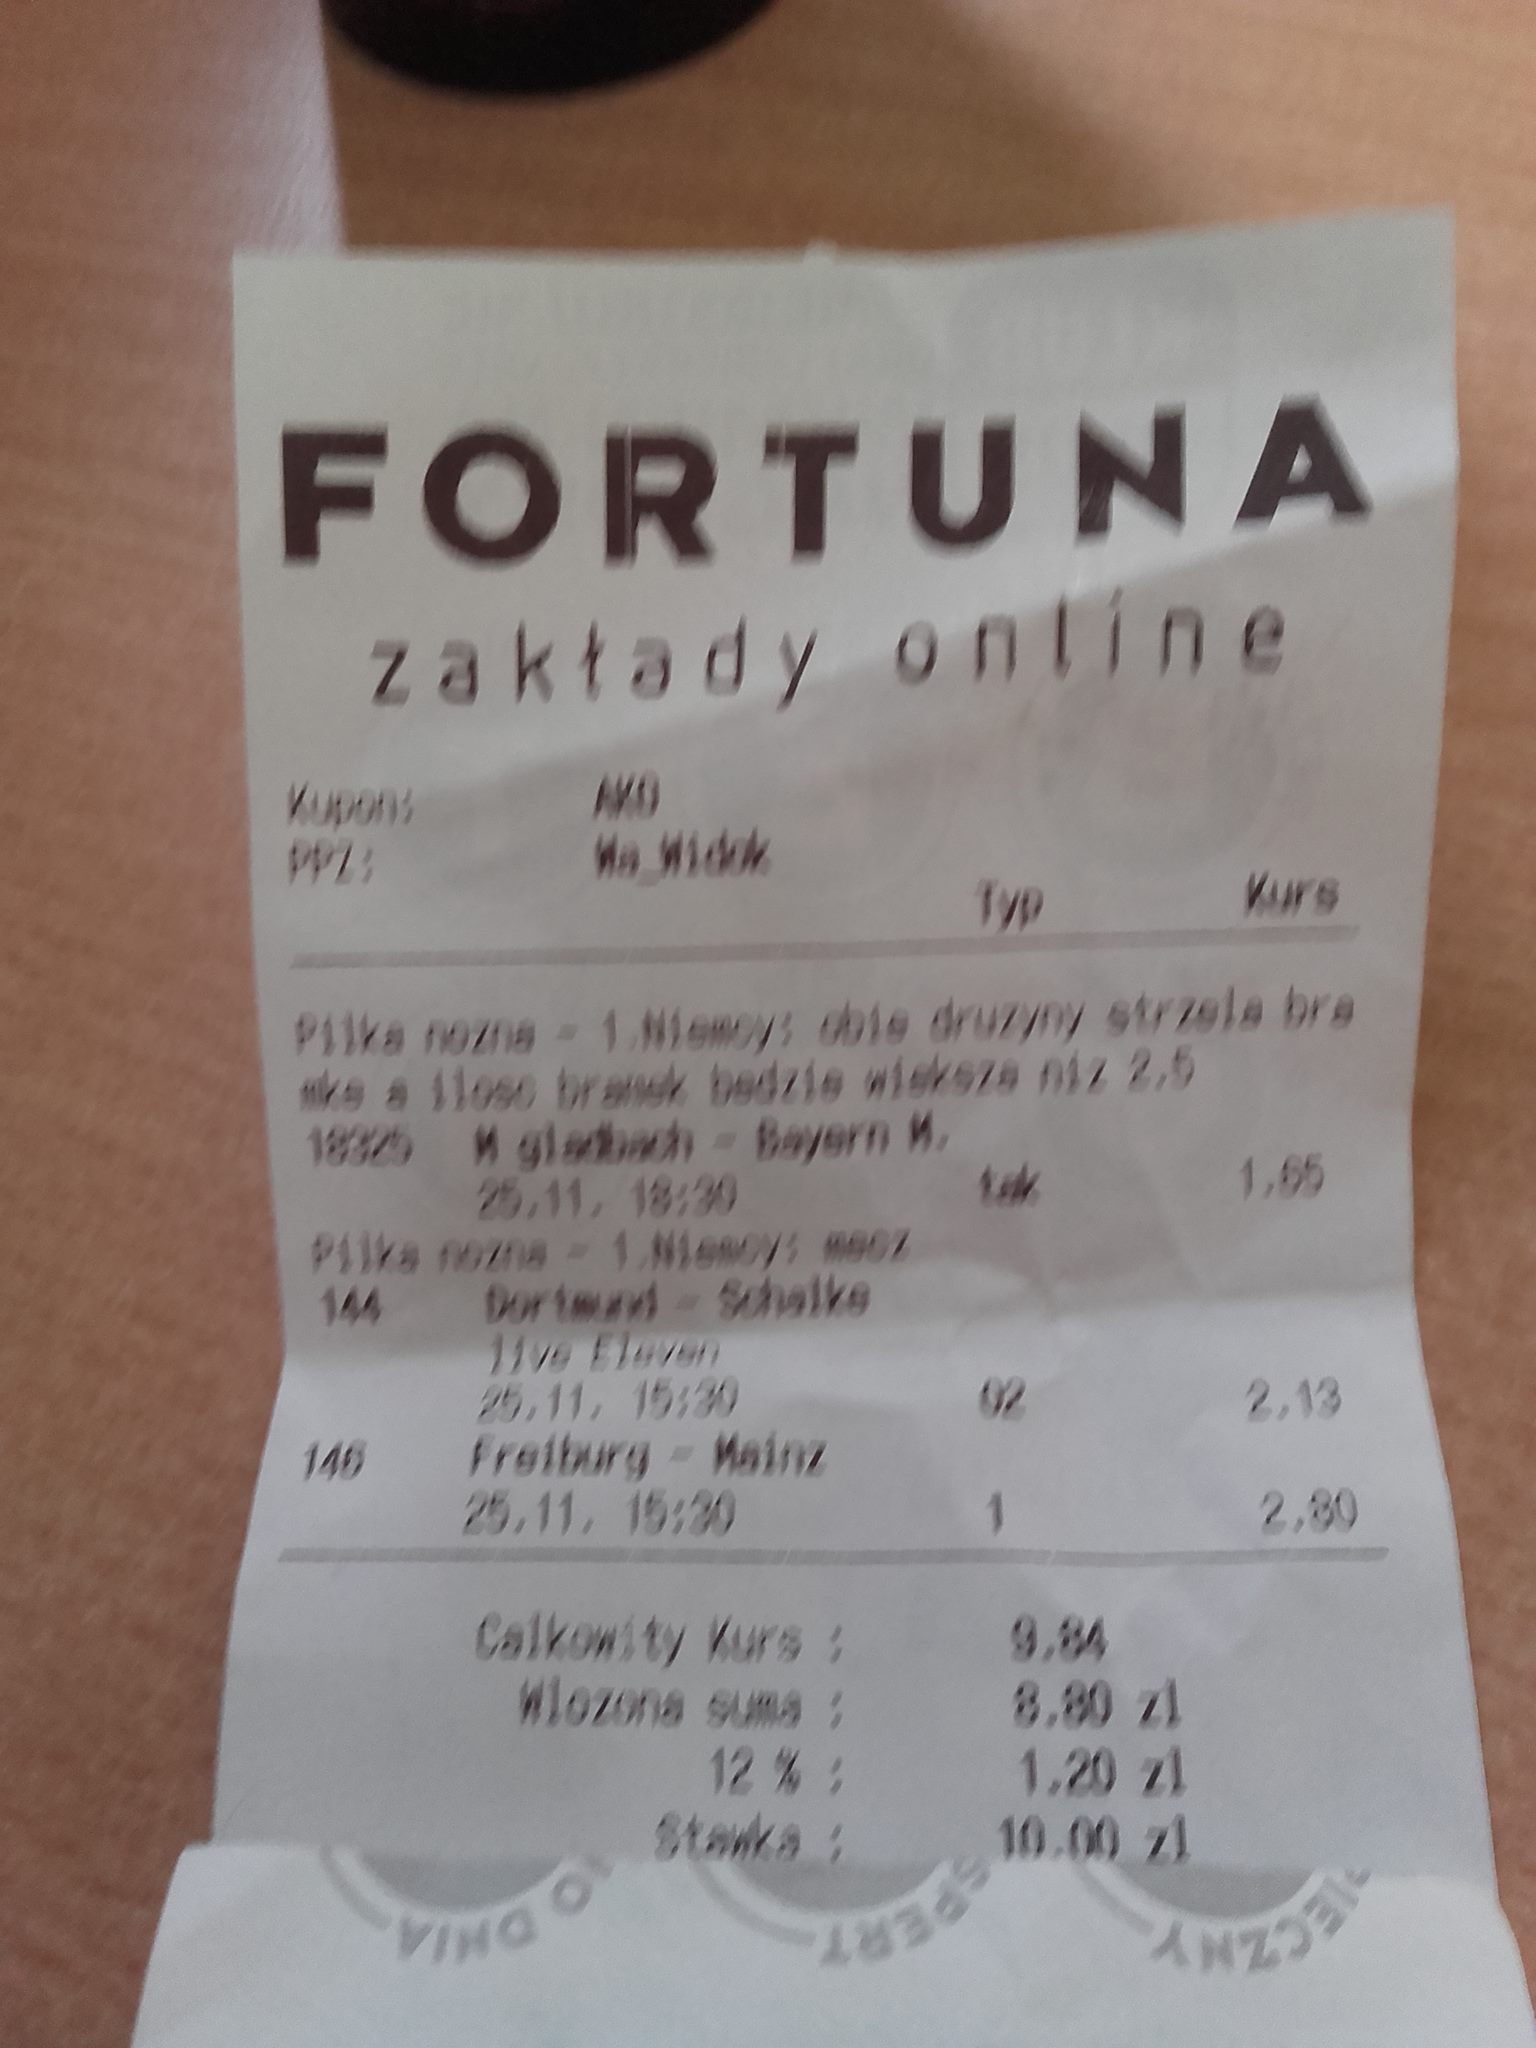 FORTUNA
zakłady online
Kupon: AKO
PPZ: Wa_Widok
Typ Kurs
Pilka nozna - 1.Niemcy: obie druzyny strzela bra
mke a ilosc bramek bedzie wieksza niz 2.5
18325 M gladbach - Bayern M.
25.11. 18:30 tak 1.65
Pilka nozna - 1.Niemcy: mecz
144 Dortmund - Schalke
live Eleven
25.11. 15:30 02 2.13
146 Freiburg - Mainz
25.11. 15:30 1 2.80
Calkowity Kurs : 9.84
Wlozona suma : 8.80 zl
12 % : 1.20 zl
Stawka : 10.00 zl
DNIA